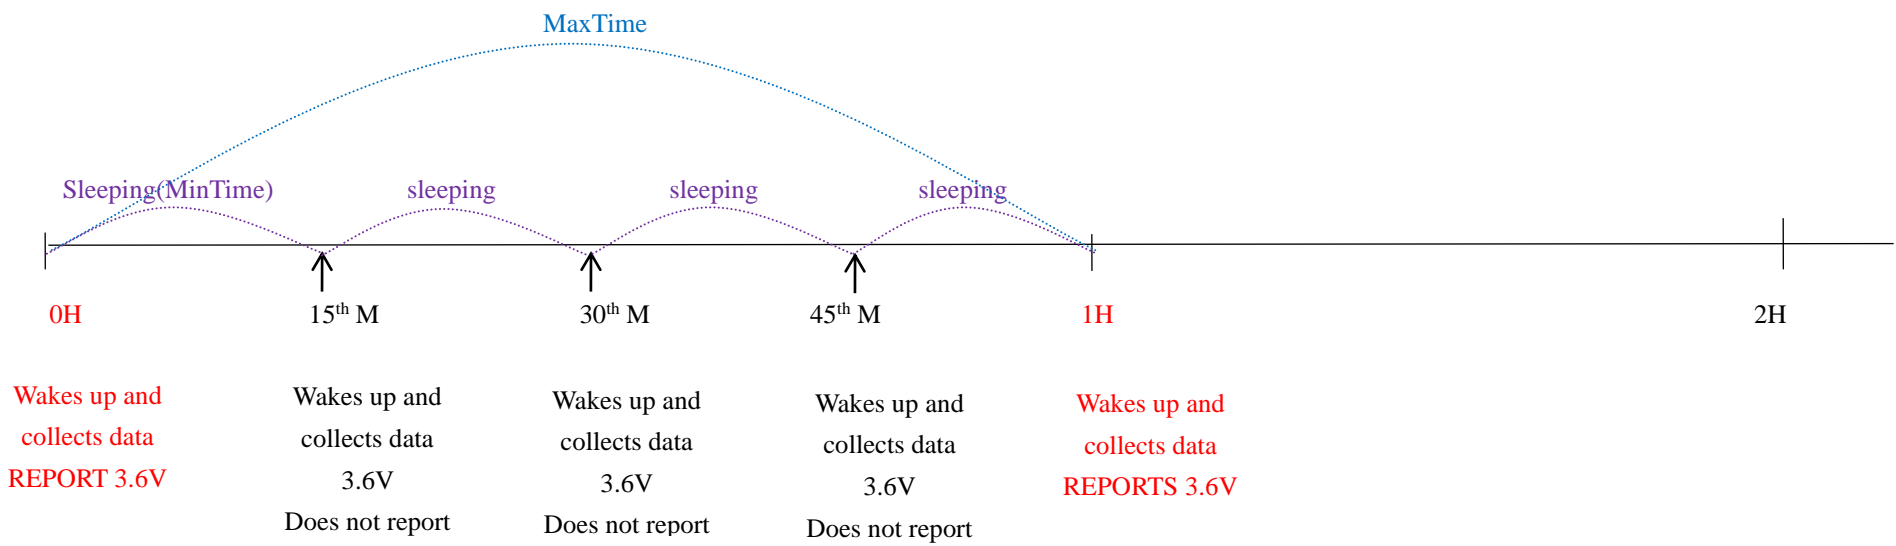 MaxTime
Sleeping(MinTime)
sleeping
sleeping
sleeping
0H
15th M
30th M
45th M
1H
2H
Wakes up and
collects data
REPORT 3.6V
Wakes up and
collects data
3.6V
Does not report
Wakes up and
collects data
3.6V
Does not report
Wakes up and
collects data
3.6V
Does not report
Wakes up and
collects data
REPORTS 3.6V